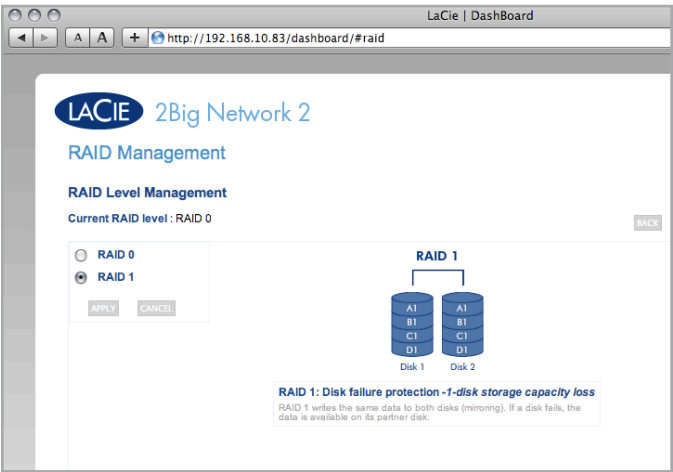 LaCie | DashBoard
A A + http://192.168.10.83/dashboard/#raid
LACIE 2Big Network 2
RAID Management
RAID Level Management
Current RAID level : RAID 0
BACK
RAID 0
RAID 1
APPLY CANCEL
RAID 1
A1 A1
B1 B1
C1 C1
D1 D1
Disk 1 Disk 2
RAID 1: Disk failure protection -1-disk storage capacity loss
RAID 1 writes the same data to both disks (mirroring). If a disk fails, the
data is available on its partner disk.